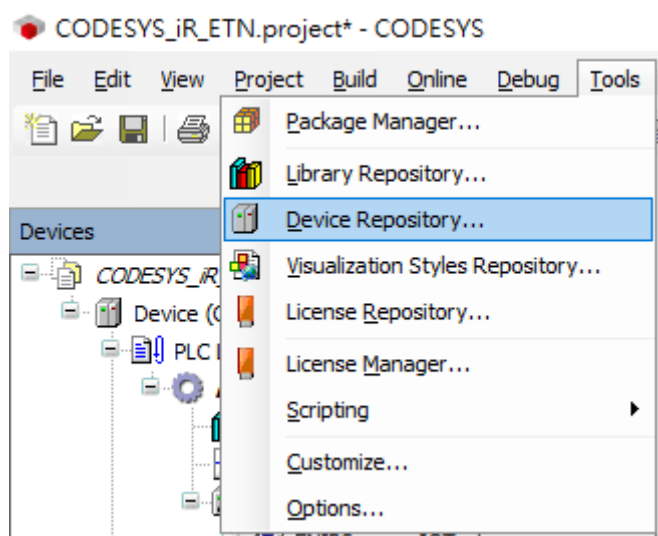 CODESYS_iR_ETN.project* - CODESYS
File Edit View Project Build Online Debug Tools
Package Manager...
Library Repository...
Devices
Device Repository...
CODESYS_iR
Visualization Styles Repository...
Device (
License Repository...
PLC
License Manager...
Scripting
Customize...
Options...